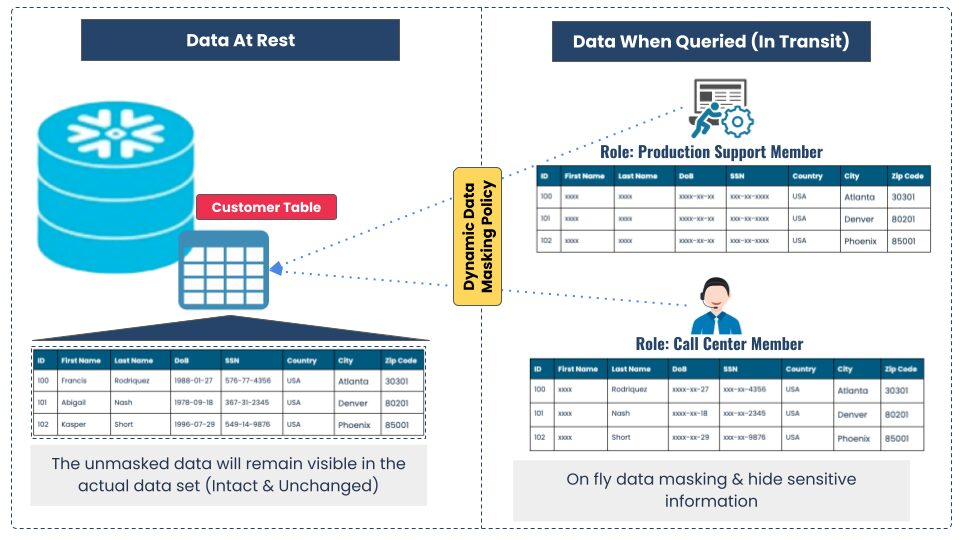 Data At Rest
Data When Queried (In Transit)
Customer Table
Dynamic Data
Masking Policy
Role: Production Support Member
ID First Name Last Name DoB SSN Country City Zip Code
100 xxxx xxxx xxxx-xx-xx xxx-xx-xxxx USA Atlanta 30301
101 xxxx xxxx xxxx-xx-xx xxx-xx-xxxx USA Denver 80201
102 xxxx xxxx xxxx-xx-xx xxx-xx-xxxx USA Phoenix 85001
Role: Call Center Member
ID First Name Last Name DoB SSN Country City Zip Code
100 xxxx Rodriquez xxxx-xx-27 xxx-xx-4356 USA Atlanta 30301
101 xxxx Nash xxxx-xx-18 xxx-xx-2345 USA Denver 80201
102 xxxx Short xxxx-xx-29 xxx-xx-9876 USA Phoenix 85001
ID First Name Last Name DoB SSN Country City Zip Code
100 Francis Rodriquez 1988-01-27 576-77-4356 USA Atlanta 30301
101 Abigail Nash 1978-09-18 367-31-2345 USA Denver 80201
102 Kasper Short 1996-07-29 549-14-9876 USA Phoenix 85001
The unmasked data will remain visible in the
actual data set (Intact & Unchanged)
On fly data masking & hide sensitive
information